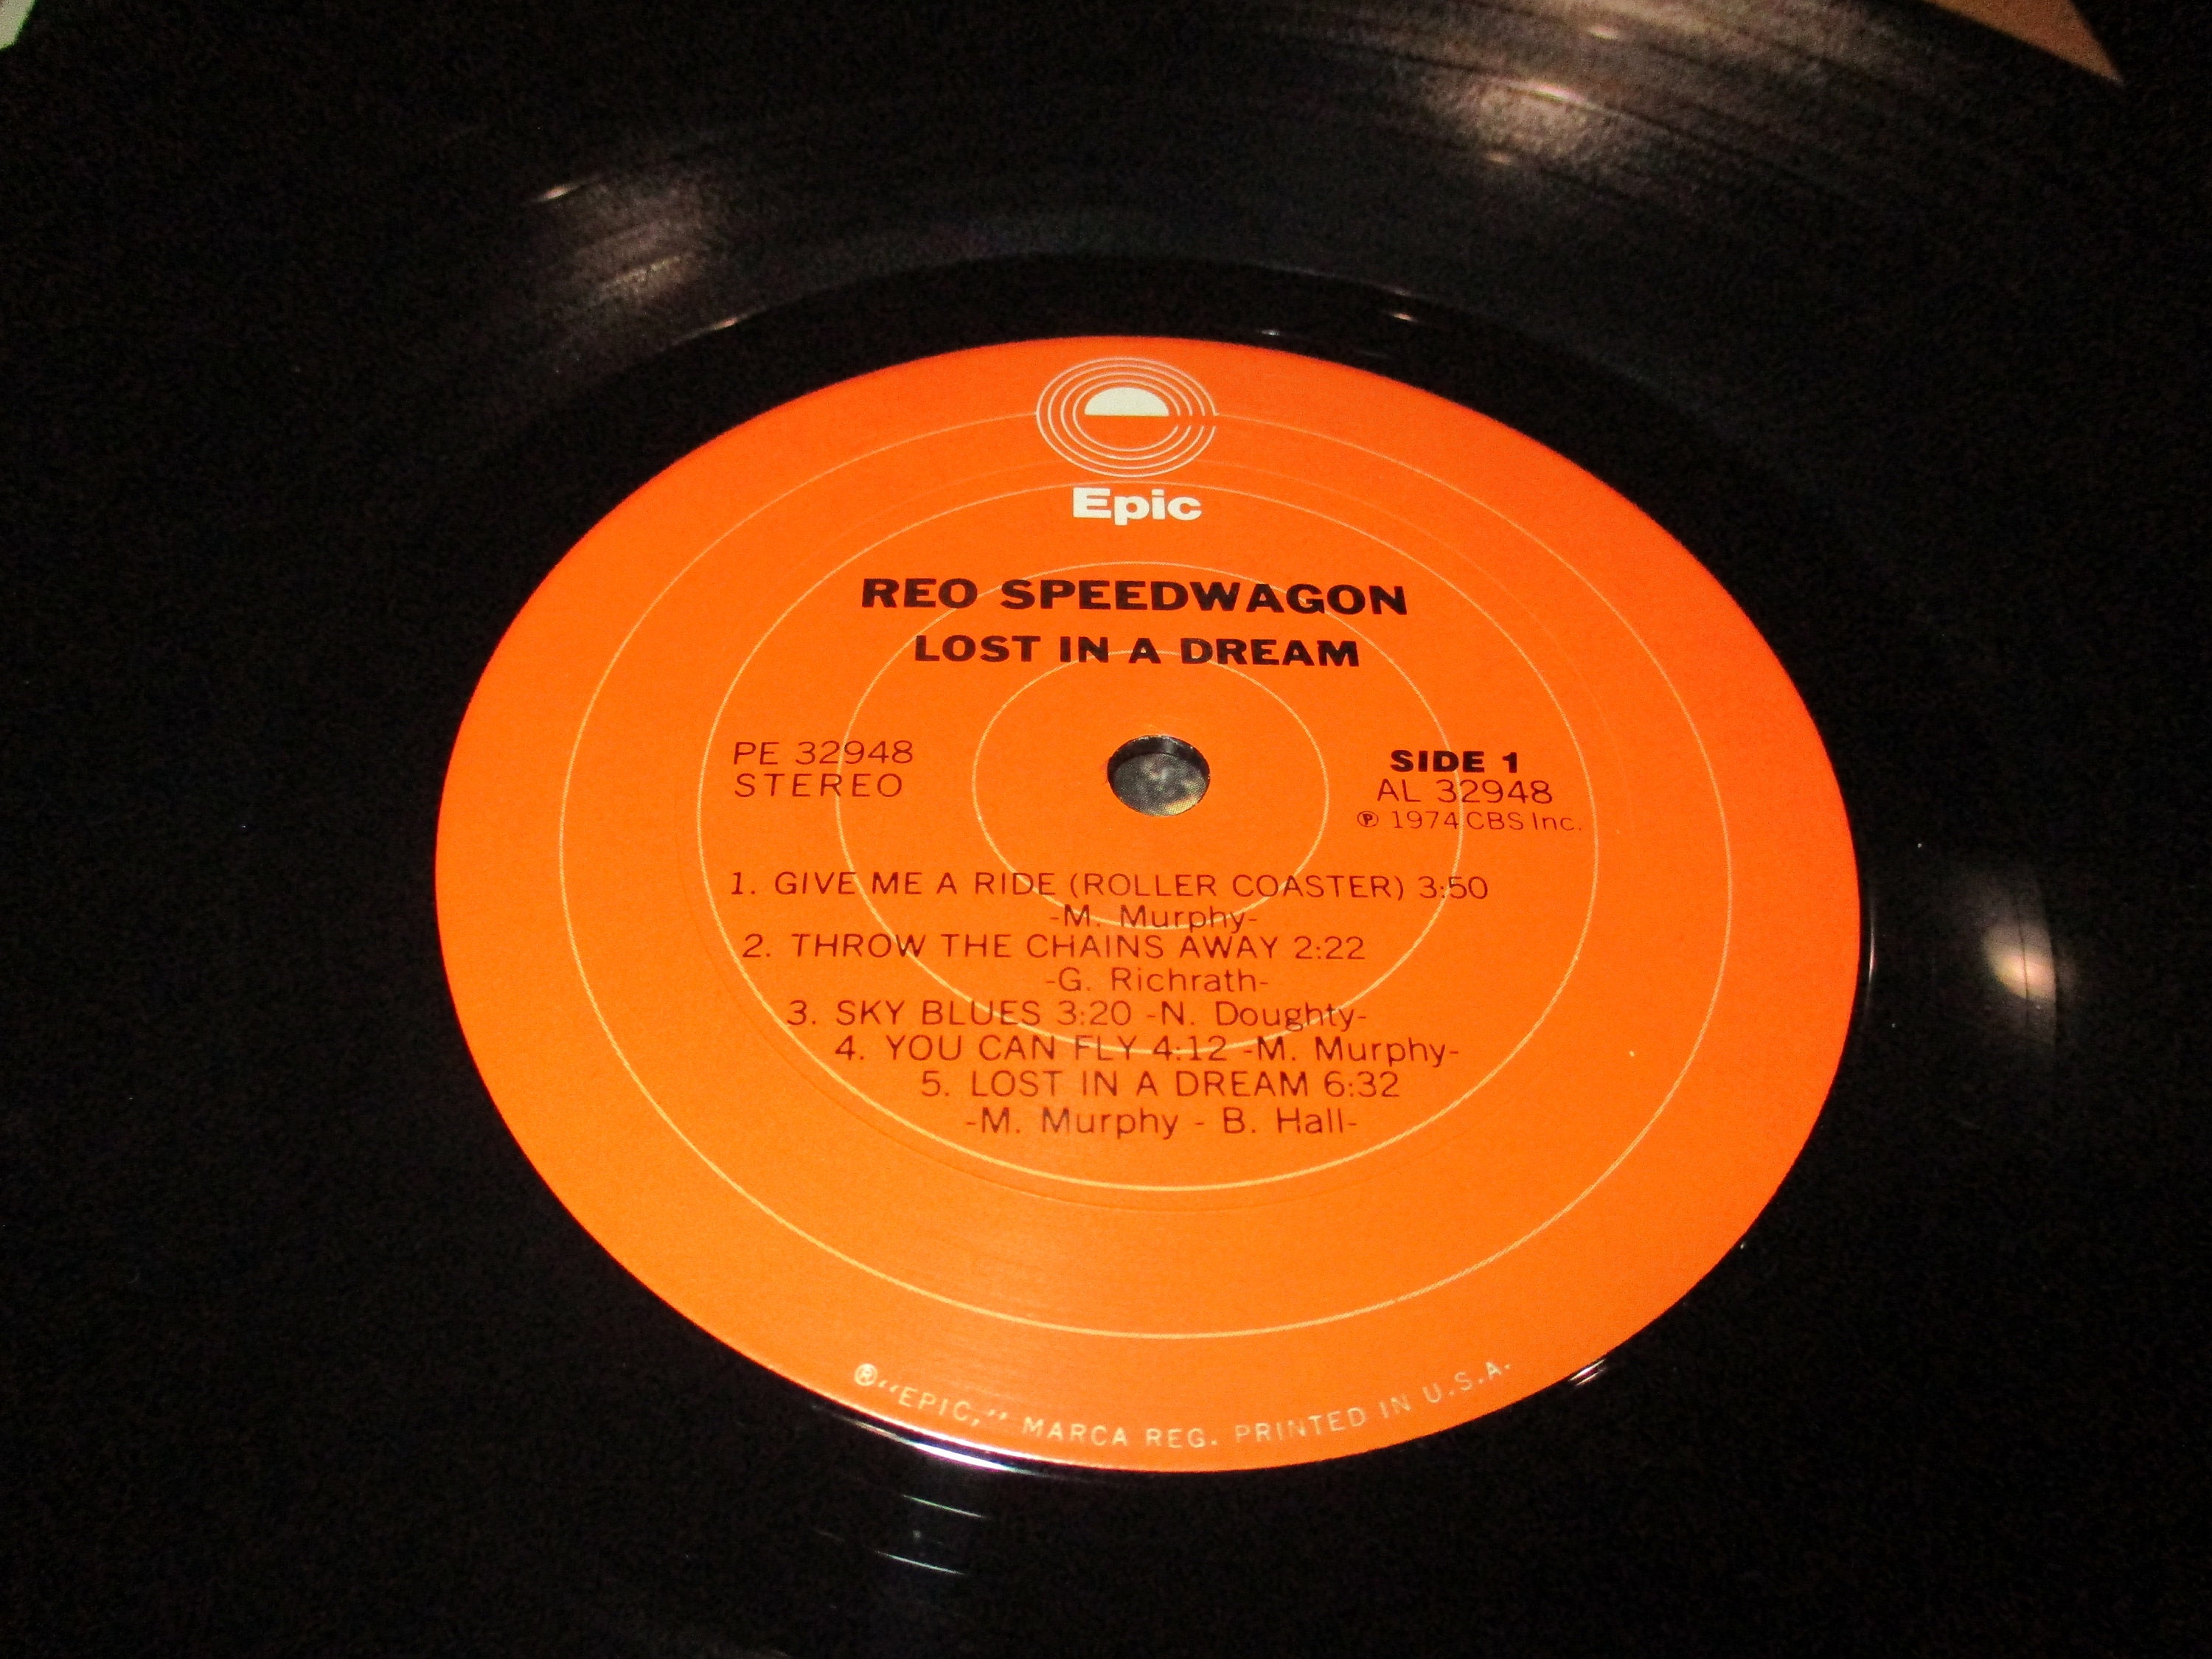 Epic
REO SPEEDWAGON
LOST IN A DREAM
PE 32948
STEREO
SIDE 1
AL 32948
℗ 1974 CBS Inc.
1. GIVE ME A RIDE (ROLLER COASTER) 3:50
-M. Murphy-
2. THROW THE CHAINS AWAY 2:22
-G. Richrath-
3. SKY BLUES 3:20 -N. Doughty-
4. YOU CAN FLY 4:12 -M. Murphy-
5. LOST IN A DREAM 6:32
-M. Murphy - B. Hall-
®“EPIC,” MARCA REG. PRINTED IN U.S.A.